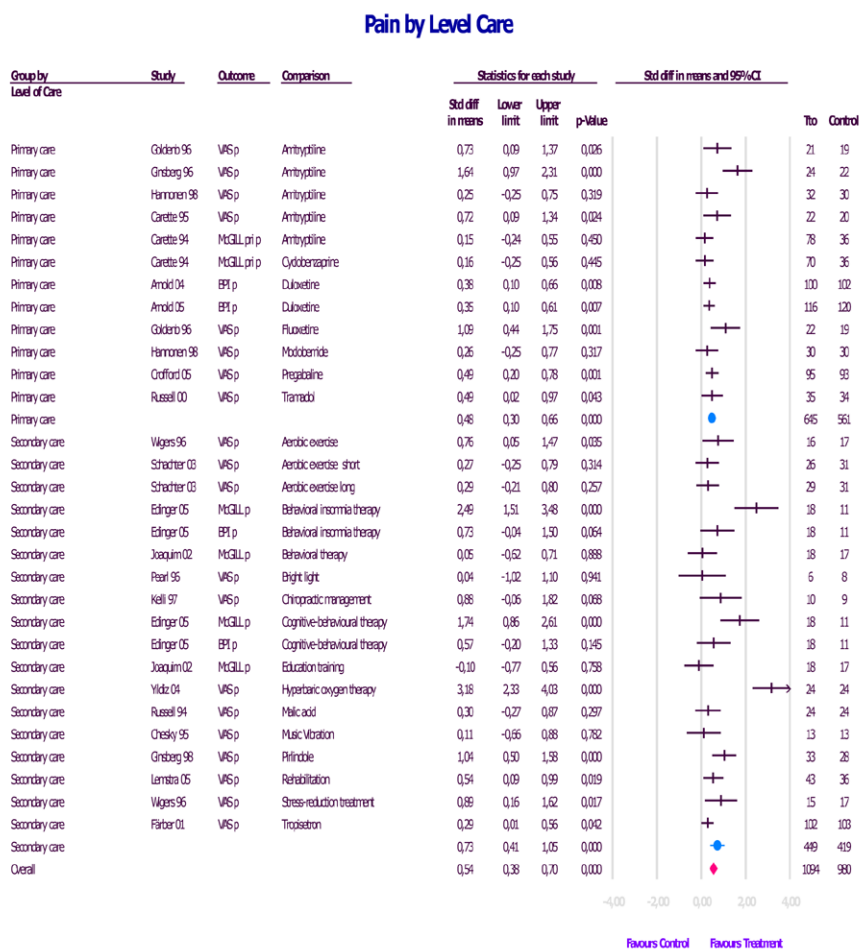 Pain by Level Care
Group by Study Outcome Comparison Statistics for each study Std diff in means and 95% CI
Level of Care
Std diff Lower Upper
in means limit limit p-Value Tto Control
Primary care Goldenb 96 VAS p Amitryptiline 0,73 0,09 1,37 0,026 21 19
Primary care Ginsberg 96 VAS p Amitryptiline 1,64 0,97 2,31 0,000 24 22
Primary care Hannonen 98 VAS p Amitryptiline 0,25 -0,25 0,75 0,319 32 30
Primary care Carette 95 VAS p Amitryptiline 0,72 0,09 1,34 0,024 22 20
Primary care Carette 94 McGILL pri p Amitryptiline 0,15 -0,24 0,55 0,450 78 36
Primary care Carette 94 McGILL pri p Cyclobenzaprine 0,16 -0,25 0,56 0,445 70 36
Primary care Arnold 04 BPI p Duloxetine 0,38 0,10 0,66 0,008 100 102
Primary care Arnold 05 BPI p Duloxetine 0,35 0,10 0,61 0,007 116 120
Primary care Goldenb 96 VAS p Fluoxetine 1,09 0,44 1,75 0,001 22 19
Primary care Hannonen 98 VAS p Moclobemide 0,26 -0,25 0,77 0,317 30 30
Primary care Crofford 05 VAS p Pregabaline 0,49 0,20 0,78 0,001 95 93
Primary care Russell 00 VAS p Tramadol 0,49 0,02 0,97 0,043 35 34
Primary care 0,48 0,30 0,66 0,000 645 561
Secondary care Wigers 96 VAS p Aerobic exercise 0,76 0,05 1,47 0,035 16 17
Secondary care Schachter 03 VAS p Aerobic exercise short 0,27 -0,25 0,79 0,314 26 31
Secondary care Schachter 03 VAS p Aerobic exercise long 0,29 -0,21 0,80 0,257 29 31
Secondary care Edinger 05 McGILL p Behavioral insomnia therapy 2,49 1,51 3,48 0,000 18 11
Secondary care Edinger 05 BPI p Behavioral insomnia therapy 0,73 -0,04 1,50 0,064 18 11
Secondary care Joaquim 02 McGILL p Behavioral therapy 0,05 -0,62 0,71 0,888 18 17
Secondary care Pearl 96 VAS p Bright light 0,04 -1,02 1,10 0,941 6 8
Secondary care Kelli 97 VAS p Chiropractic management 0,88 -0,06 1,82 0,068 10 9
Secondary care Edinger 05 McGILL p Cognitive-behavioural therapy 1,74 0,86 2,61 0,000 18 11
Secondary care Edinger 05 BPI p Cognitive-behavioural therapy 0,57 -0,20 1,33 0,145 18 11
Secondary care Joaquim 02 McGILL p Education training -0,10 -0,77 0,56 0,758 18 17
Secondary care Yildiz 04 VAS p Hyperbaric oxygen therapy 3,18 2,33 4,03 0,000 24 24
Secondary care Russell 94 VAS p Malic acid 0,30 -0,27 0,87 0,297 24 24
Secondary care Chesky 95 VAS p Music Vibration 0,11 -0,66 0,88 0,782 13 13
Secondary care Ginsberg 98 VAS p Pirlindole 1,04 0,50 1,58 0,000 33 28
Secondary care Lemstra 05 VAS p Rehabilitation 0,54 0,09 0,99 0,019 43 36
Secondary care Wigers 96 VAS p Stress-reduction treatment 0,89 0,16 1,62 0,017 15 17
Secondary care Färber 01 VAS p Tropisetron 0,29 0,01 0,56 0,042 102 103
Secondary care 0,73 0,41 1,05 0,000 449 419
Overall 0,54 0,38 0,70 0,000 1094 980
-4,00 -2,00 0,00 2,00 4,00
Favours Control Favours Treatment